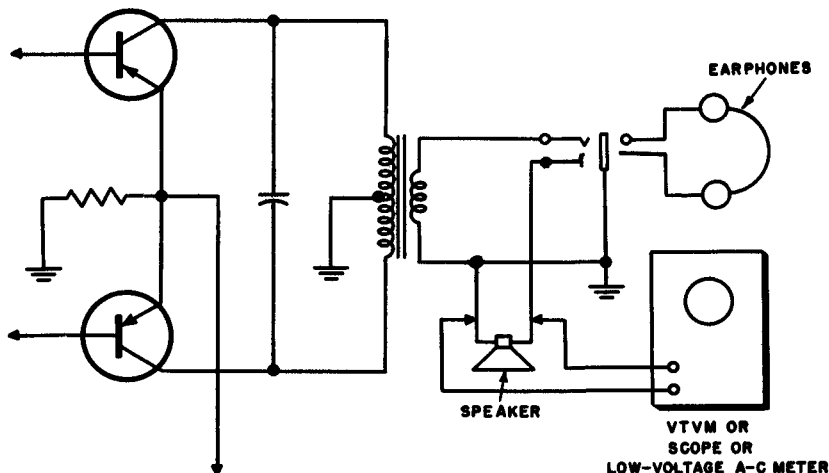 EARPHONES
SPEAKER
VTVM OR
SCOPE OR
LOW-VOLTAGE A-C METER